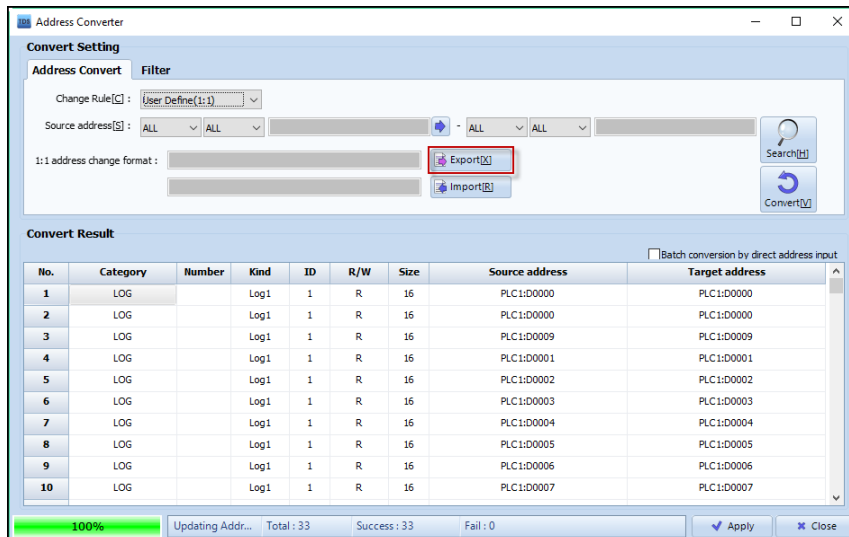 Address Converter
Convert Setting
Address Convert Filter
Change Rule[C] : User Define(1:1)
Source address[S] : ALL ALL - ALL ALL
Search[H]
1:1 address change format : Export[X]
Import[R]
Convert[V]
Convert Result
Batch conversion by direct address input
No. Category Number Kind ID R/W Size Source address Target address
1 LOG Log1 1 R 16 PLC1:D0000 PLC1:D0000
2 LOG Log1 1 R 16 PLC1:D0000 PLC1:D0000
3 LOG Log1 1 R 16 PLC1:D0009 PLC1:D0009
4 LOG Log1 1 R 16 PLC1:D0001 PLC1:D0001
5 LOG Log1 1 R 16 PLC1:D0002 PLC1:D0002
6 LOG Log1 1 R 16 PLC1:D0003 PLC1:D0003
7 LOG Log1 1 R 16 PLC1:D0004 PLC1:D0004
8 LOG Log1 1 R 16 PLC1:D0005 PLC1:D0005
9 LOG Log1 1 R 16 PLC1:D0006 PLC1:D0006
10 LOG Log1 1 R 16 PLC1:D0007 PLC1:D0007
100% Updating Addr... Total : 33 Success : 33 Fail : 0 Apply Close